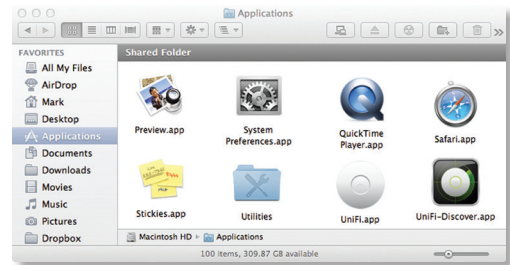 Applications
FAVORITES
All My Files
AirDrop
Mark
Desktop
Applications
Documents
Downloads
Movies
Music
Pictures
Dropbox
Shared Folder
Preview.app
System
Preferences.app
QuickTime
Player.app
Safari.app
Stickies.app
Utilities
UniFi.app
UniFi-Discover.app
Macintosh HD ▸ Applications
100 items, 309.87 GB available